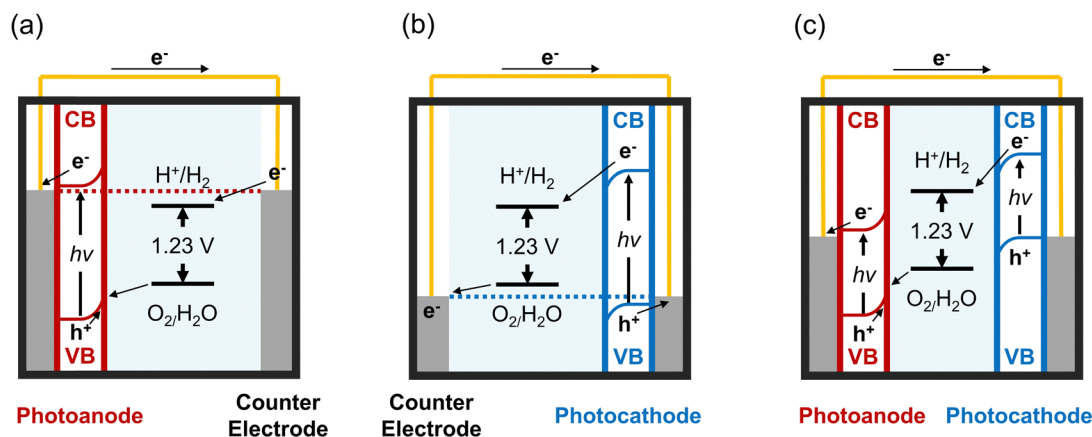 (a)
e-
CB
e-
H+/H2
e-
1.23 V
hv
O2/H2O
h+
VB
Photoanode
Counter
Electrode
(b)
e-
CB
e-
H+/H2
1.23 V
hv
O2/H2O
e-
h+
VB
Counter
Electrode
Photocathode
(c)
e-
CB
CB
e-
H+/H2
hv
e-
1.23 V
hv
h+
O2/H2O
h+
VB
VB
Photoanode
Photocathode